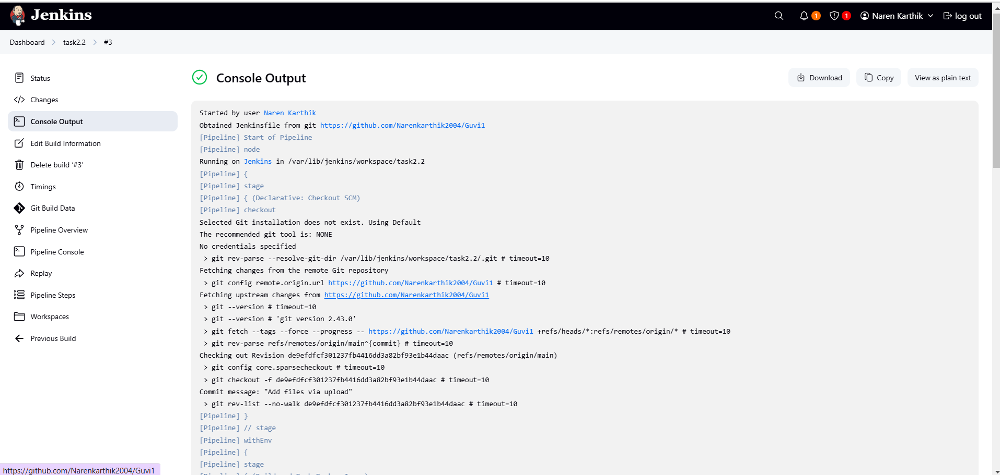 Jenkins
1
1
Naren Karthik
log out
Dashboard
task2.2
#3
Status
Changes
Console Output
Edit Build Information
Delete build ‘#3’
Timings
Git Build Data
Pipeline Overview
Pipeline Console
Replay
Pipeline Steps
Workspaces
Previous Build
Console Output
Download
Copy
View as plain text
Started by user Naren Karthik
Obtained Jenkinsfile from git https://github.com/Narenkarthik2004/Guvi1
[Pipeline] Start of Pipeline
[Pipeline] node
Running on Jenkins in /var/lib/jenkins/workspace/task2.2
[Pipeline] {
[Pipeline] stage
[Pipeline] { (Declarative: Checkout SCM)
[Pipeline] checkout
Selected Git installation does not exist. Using Default
The recommended git tool is: NONE
No credentials specified
> git rev-parse --resolve-git-dir /var/lib/jenkins/workspace/task2.2/.git # timeout=10
Fetching changes from the remote Git repository
> git config remote.origin.url https://github.com/Narenkarthik2004/Guvi1 # timeout=10
Fetching upstream changes from https://github.com/Narenkarthik2004/Guvi1
> git --version # timeout=10
> git --version # 'git version 2.43.0'
> git fetch --tags --force --progress -- https://github.com/Narenkarthik2004/Guvi1 +refs/heads/*:refs/remotes/origin/* # timeout=10
> git rev-parse refs/remotes/origin/main^{commit} # timeout=10
Checking out Revision de9efdfcf301237fb4416dd3a82bf93e1b44daac (refs/remotes/origin/main)
> git config core.sparsecheckout # timeout=10
> git checkout -f de9efdfcf301237fb4416dd3a82bf93e1b44daac # timeout=10
Commit message: "Add files via upload"
> git rev-list --no-walk de9efdfcf301237fb4416dd3a82bf93e1b44daac # timeout=10
[Pipeline] }
[Pipeline] // stage
[Pipeline] withEnv
[Pipeline] {
[Pipeline] stage
https://github.com/Narenkarthik2004/Guvi1